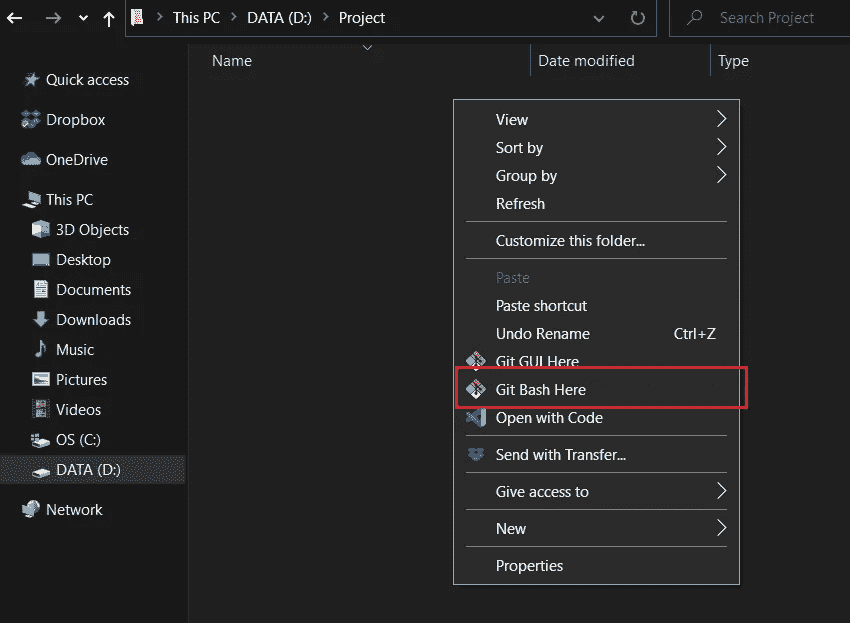 This PC > DATA (D:) > Project
Search Project
Name Date modified Type
Quick access
Dropbox
OneDrive
This PC
3D Objects
Desktop
Documents
Downloads
Music
Pictures
Videos
OS (C:)
DATA (D:)
Network
View
Sort by
Group by
Refresh
Customize this folder...
Paste
Paste shortcut
Undo Rename Ctrl+Z
Git GUI Here
Git Bash Here
Open with Code
Send with Transfer...
Give access to
New
Properties